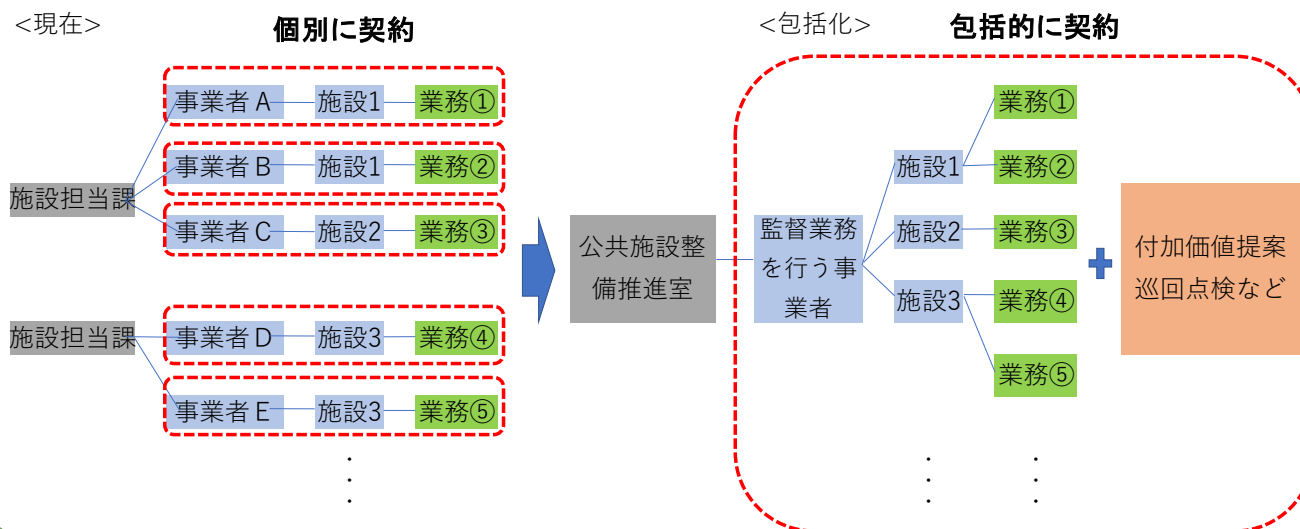 <現在>
個別に契約
事業者A
施設1
業務①
事業者B
施設1
業務②
施設担当課
事業者C
施設2
業務③
施設担当課
事業者D
施設3
業務④
事業者E
施設3
業務⑤
<包括化>
包括的に契約
公共施設整
備推進室
監督業務
を行う事
業者
施設1
業務①
業務②
施設2
業務③
施設3
業務④
業務⑤
付加価値提案
巡回点検など